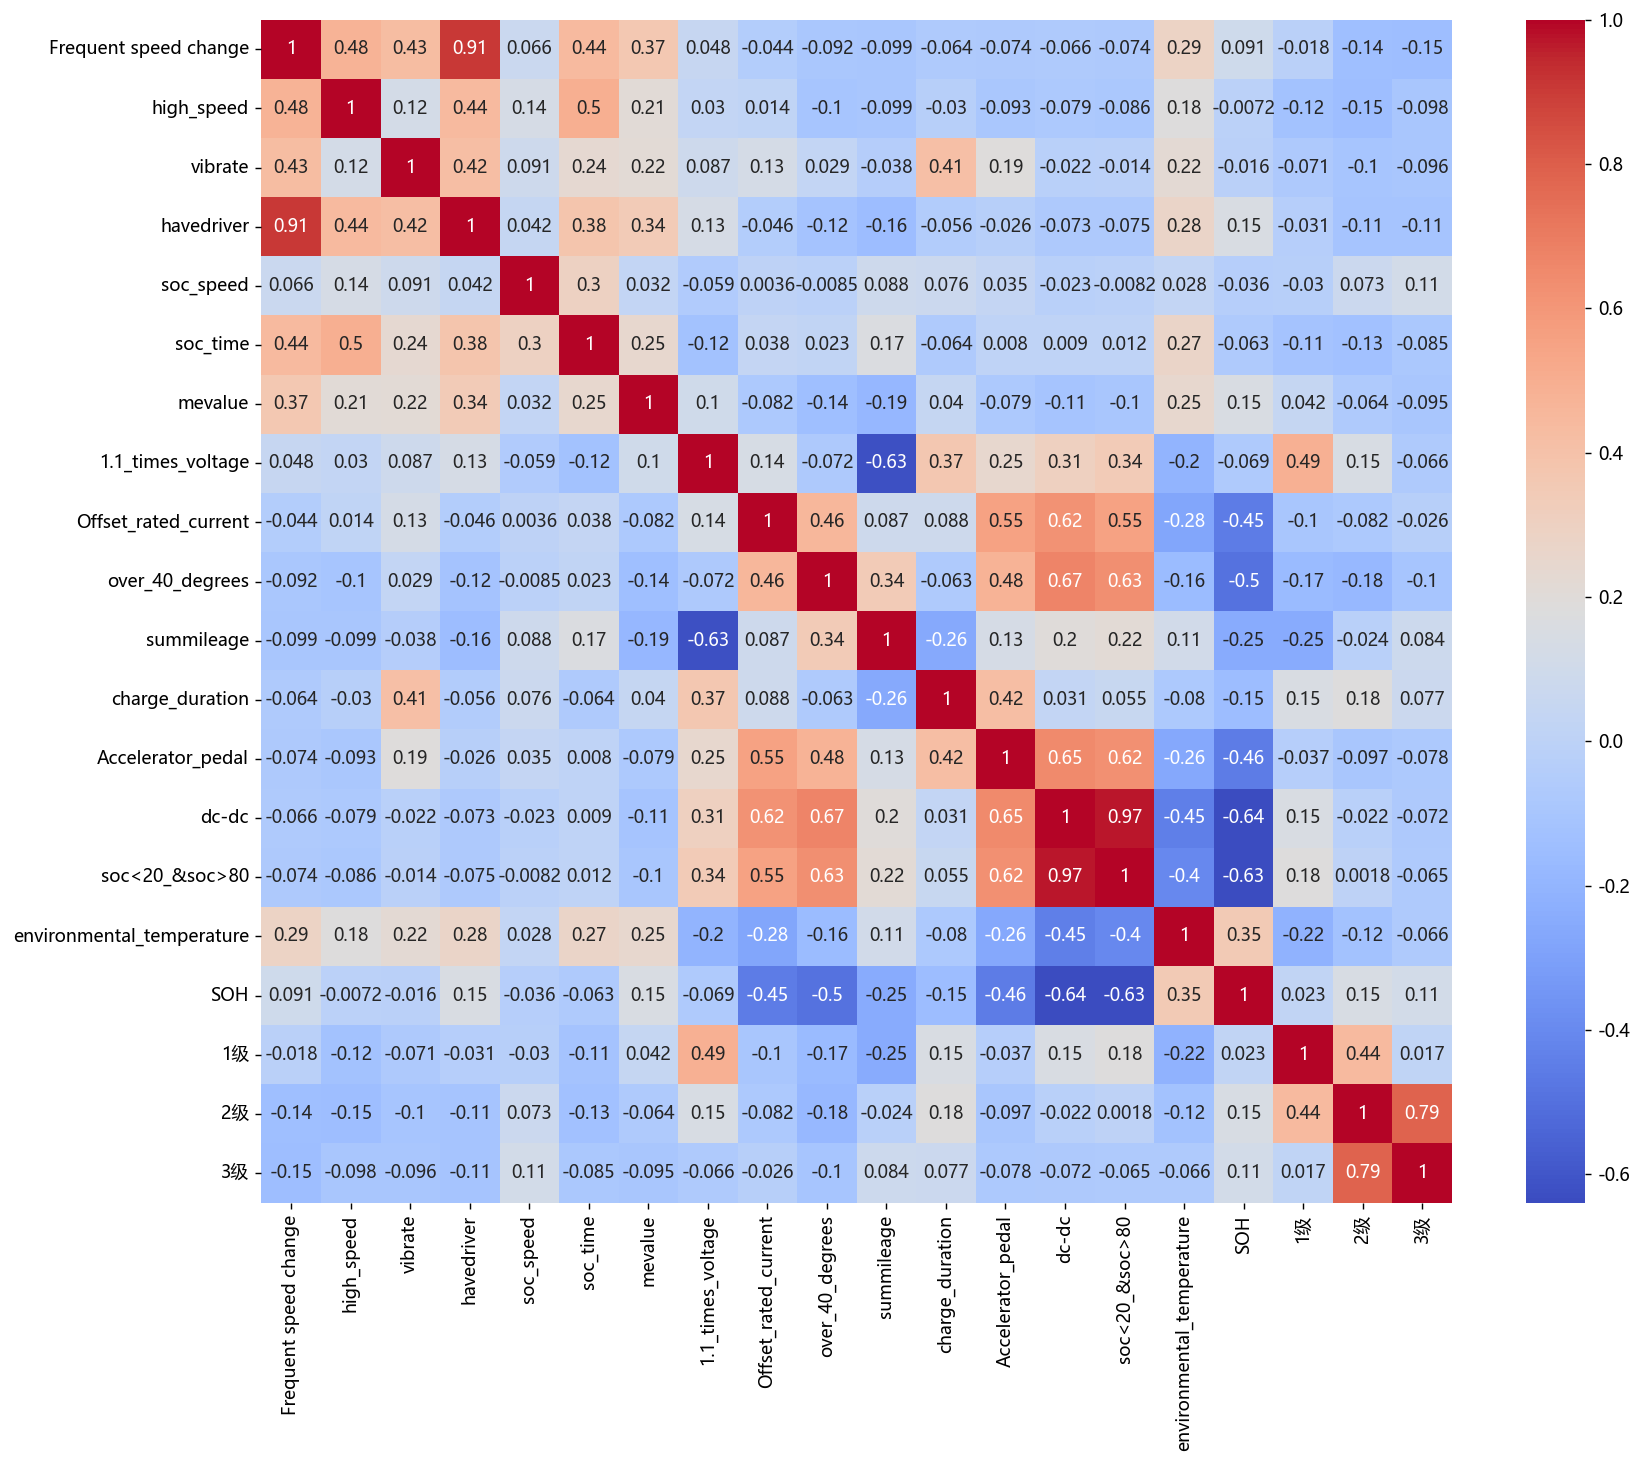 Frequent speed change 1 0.48 0.43 0.91 0.066 0.44 0.37 0.048 -0.044 -0.092 -0.099 -0.064 -0.074 -0.066 -0.074 0.29 0.091 -0.018 -0.14 -0.15
high_speed 0.48 1 0.12 0.44 0.14 0.5 0.21 0.03 0.014 -0.1 -0.099 -0.03 -0.093 -0.079 -0.086 0.18 -0.0072 -0.12 -0.15 -0.098
vibrate 0.43 0.12 1 0.42 0.091 0.24 0.22 0.087 0.13 0.029 -0.038 0.41 0.19 -0.022 -0.014 0.22 -0.016 -0.071 -0.1 -0.096
havedriver 0.91 0.44 0.42 1 0.042 0.38 0.34 0.13 -0.046 -0.12 -0.16 -0.056 -0.026 -0.073 -0.075 0.28 0.15 -0.031 -0.11 -0.11
soc_speed 0.066 0.14 0.091 0.042 1 0.3 0.032 -0.059 0.0036 -0.0085 0.088 0.076 0.035 -0.023 -0.0082 0.028 -0.036 -0.03 0.073 0.11
soc_time 0.44 0.5 0.24 0.38 0.3 1 0.25 -0.12 0.038 0.023 0.17 -0.064 0.008 0.009 0.012 0.27 -0.063 -0.11 -0.13 -0.085
mevalue 0.37 0.21 0.22 0.34 0.032 0.25 1 0.1 -0.082 -0.14 -0.19 0.04 -0.079 -0.11 -0.1 0.25 0.15 0.042 -0.064 -0.095
1.1_times_voltage 0.048 0.03 0.087 0.13 -0.059 -0.12 0.1 1 0.14 -0.072 -0.63 0.37 0.25 0.31 0.34 -0.2 -0.069 0.49 0.15 -0.066
Offset_rated_current -0.044 0.014 0.13 -0.046 0.0036 0.038 -0.082 0.14 1 0.46 0.087 0.088 0.55 0.62 0.55 -0.28 -0.45 -0.1 -0.082 -0.026
over_40_degrees -0.092 -0.1 0.029 -0.12 -0.0085 0.023 -0.14 -0.072 0.46 1 0.34 -0.063 0.48 0.67 0.63 -0.16 -0.5 -0.17 -0.18 -0.1
summileage -0.099 -0.099 -0.038 -0.16 0.088 0.17 -0.19 -0.63 0.087 0.34 1 -0.26 0.13 0.2 0.22 0.11 -0.25 -0.25 -0.024 0.084
charge_duration -0.064 -0.03 0.41 -0.056 0.076 -0.064 0.04 0.37 0.088 -0.063 -0.26 1 0.42 0.031 0.055 -0.08 -0.15 0.15 0.18 0.077
Accelerator_pedal -0.074 -0.093 0.19 -0.026 0.035 0.008 -0.079 0.25 0.55 0.48 0.13 0.42 1 0.65 0.62 -0.26 -0.46 -0.037 -0.097 -0.078
dc-dc -0.066 -0.079 -0.022 -0.073 -0.023 0.009 -0.11 0.31 0.62 0.67 0.2 0.031 0.65 1 0.97 -0.45 -0.64 0.15 -0.022 -0.072
soc<20_&soc>80 -0.074 -0.086 -0.014 -0.075 -0.0082 0.012 -0.1 0.34 0.55 0.63 0.22 0.055 0.62 0.97 1 -0.4 -0.63 0.18 0.0018 -0.065
environmental_temperature 0.29 0.18 0.22 0.28 0.028 0.27 0.25 -0.2 -0.28 -0.16 0.11 -0.08 -0.26 -0.45 -0.4 1 0.35 -0.22 -0.12 -0.066
SOH 0.091 -0.0072 -0.016 0.15 -0.036 -0.063 0.15 -0.069 -0.45 -0.5 -0.25 -0.15 -0.46 -0.64 -0.63 0.35 1 0.023 0.15 0.11
1级 -0.018 -0.12 -0.071 -0.031 -0.03 -0.11 0.042 0.49 -0.1 -0.17 -0.25 0.15 -0.037 0.15 0.18 -0.22 0.023 1 0.44 0.017
2级 -0.14 -0.15 -0.1 -0.11 0.073 -0.13 -0.064 0.15 -0.082 -0.18 -0.024 0.18 -0.097 -0.022 0.0018 -0.12 0.15 0.44 1 0.79
3级 -0.15 -0.098 -0.096 -0.11 0.11 -0.085 -0.095 -0.066 -0.026 -0.1 0.084 0.077 -0.078 -0.072 -0.065 -0.066 0.11 0.017 0.79 1
Frequent speed change
high_speed
vibrate
havedriver
soc_speed
soc_time
mevalue
1.1_times_voltage
Offset_rated_current
over_40_degrees
summileage
charge_duration
Accelerator_pedal
dc-dc
soc<20_&soc>80
environmental_temperature
SOH
1级
2级
3级
1.0
0.8
0.6
0.4
0.2
0.0
-0.2
-0.4
-0.6